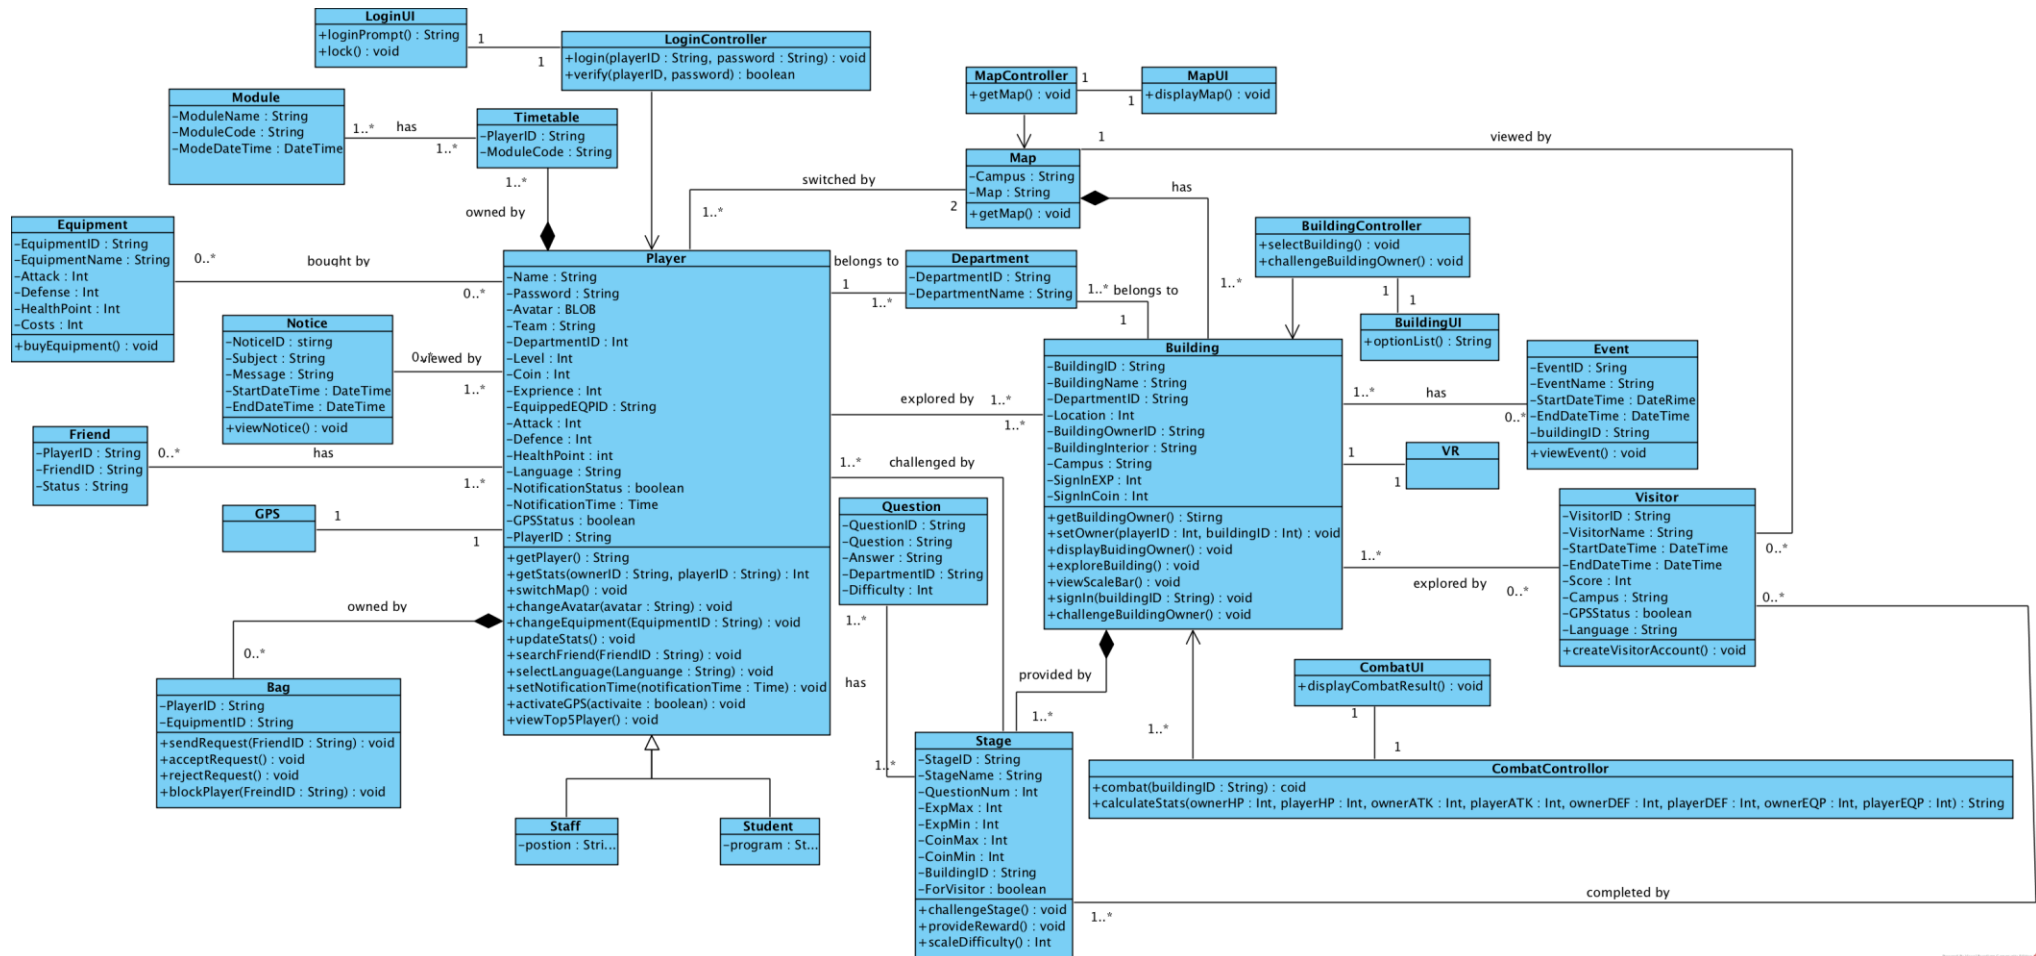 LoginUI
+loginPrompt() : String
+lock() : void
1
1
LoginController
+login(playerID : String, password : String) : void
+verify(playerID, password) : boolean
MapController
+getMap() : void
1
1
MapUI
+displayMap() : void
Module
-ModuleName : String
-ModuleCode : String
-ModeDateTime : DateTime
1..*
has
1..*
Timetable
-PlayerID : String
-ModuleCode : String
1..*
owned by
Map
-Campus : String
-Map : String
+getMap() : void
1
viewed by
switched by
1..*
2
has
1..*
Equipment
-EquipmentID : String
-EquipmentName : String
-Attack : Int
-Defense : Int
-HealthPoint : Int
-Costs : Int
+buyEquipment() : void
0..*
bought by
0..*
Player
-Name : String
-Password : String
-Avatar : BLOB
-Team : String
-DepartmentID : Int
-Level : Int
-Coin : Int
-Exprience : Int
-EquippedEQPID : String
-Attack : Int
-Defence : Int
-HealthPoint : int
-Language : String
-NotificationStatus : boolean
-NotificationTime : Time
-GPSStatus : boolean
-PlayerID : String
+getPlayer() : String
+getStats(ownerID : String, playerID : String) : Int
+switchMap() : void
+changeAvatar(avatar : String) : void
+changeEquipment(EquipmentID : String) : void
+updateStats() : void
+searchFriend(FriendID : String) : void
+selectLanguage(Languange : String) : void
+setNotificationTime(notificationTime : Time) : void
+activateGPS(activaite : boolean) : void
+viewTop5Player() : void
belongs to
1
1..*
Department
-DepartmentID : String
-DepartmentName : String
1..*
belongs to
1
BuildingController
+selectBuilding() : void
+challengeBuildingOwner() : void
1
1
BuildingUI
+optionList() : String
Notice
-NoticeID : stirng
-Subject : String
-Message : String
-StartDateTime : DateTime
-EndDateTime : DateTime
+viewNotice() : void
0..*
viewed by
1..*
Building
-BuildingID : String
-BuildingName : String
-DepartmentID : String
-Location : Int
-BuildingOwnerID : String
-BuildingInterior : String
-Campus : String
-SignInEXP : Int
-SignInCoin : Int
+getBuildingOwner() : Stirng
+setOwner(playerID : Int, buildingID : Int) : void
+displayBuidingOwner() : void
+exploreBuilding() : void
+viewScaleBar() : void
+signIn(buildingID : String) : void
+challengeBuildingOwner() : void
explored by
1..*
1..*
1..*
has
0..*
Event
-EventID : Sring
-EventName : String
-StartDateTime : DateRime
-EndDateTime : DateTime
-buildingID : String
+viewEvent() : void
Friend
-PlayerID : String
-FriendID : String
-Status : String
0..*
has
1..*
1
1
VR
1..*
challenged by
GPS
1
1
Question
-QuestionID : String
-Question : String
-Answer : String
-DepartmentID : String
-Difficulty : Int
1..*
has
1..*
Visitor
-VisitorID : String
-VisitorName : String
-StartDateTime : DateTime
-EndDateTime : DateTime
-Score : Int
-Campus : String
-GPSStatus : boolean
-Language : String
+createVisitorAccount() : void
0..*
0..*
1..*
explored by
0..*
owned by
0..*
Bag
-PlayerID : String
-EquipmentID : String
+sendRequest(FriendID : String) : void
+acceptRequest() : void
+rejectRequest() : void
+blockPlayer(FreindID : String) : void
provided by
1..*
1..*
CombatUI
+displayCombatResult() : void
1
1
CombatControllor
+combat(buildingID : String) : coid
+calculateStats(ownerHP : Int, playerHP : Int, ownerATK : Int, playerATK : Int, ownerDEF : Int, playerDEF : Int, ownerEQP : Int, playerEQP : Int) : String
Staff
-postion : Stri...
Student
-program : St...
Stage
-StageID : String
-StageName : String
-QuestionNum : Int
-ExpMax : Int
-ExpMin : Int
-CoinMax : Int
-CoinMin : Int
-BuildingID : String
-ForVisitor : boolean
+challengeStage() : void
+provideReward() : void
+scaleDifficulty() : Int
completed by
1..*